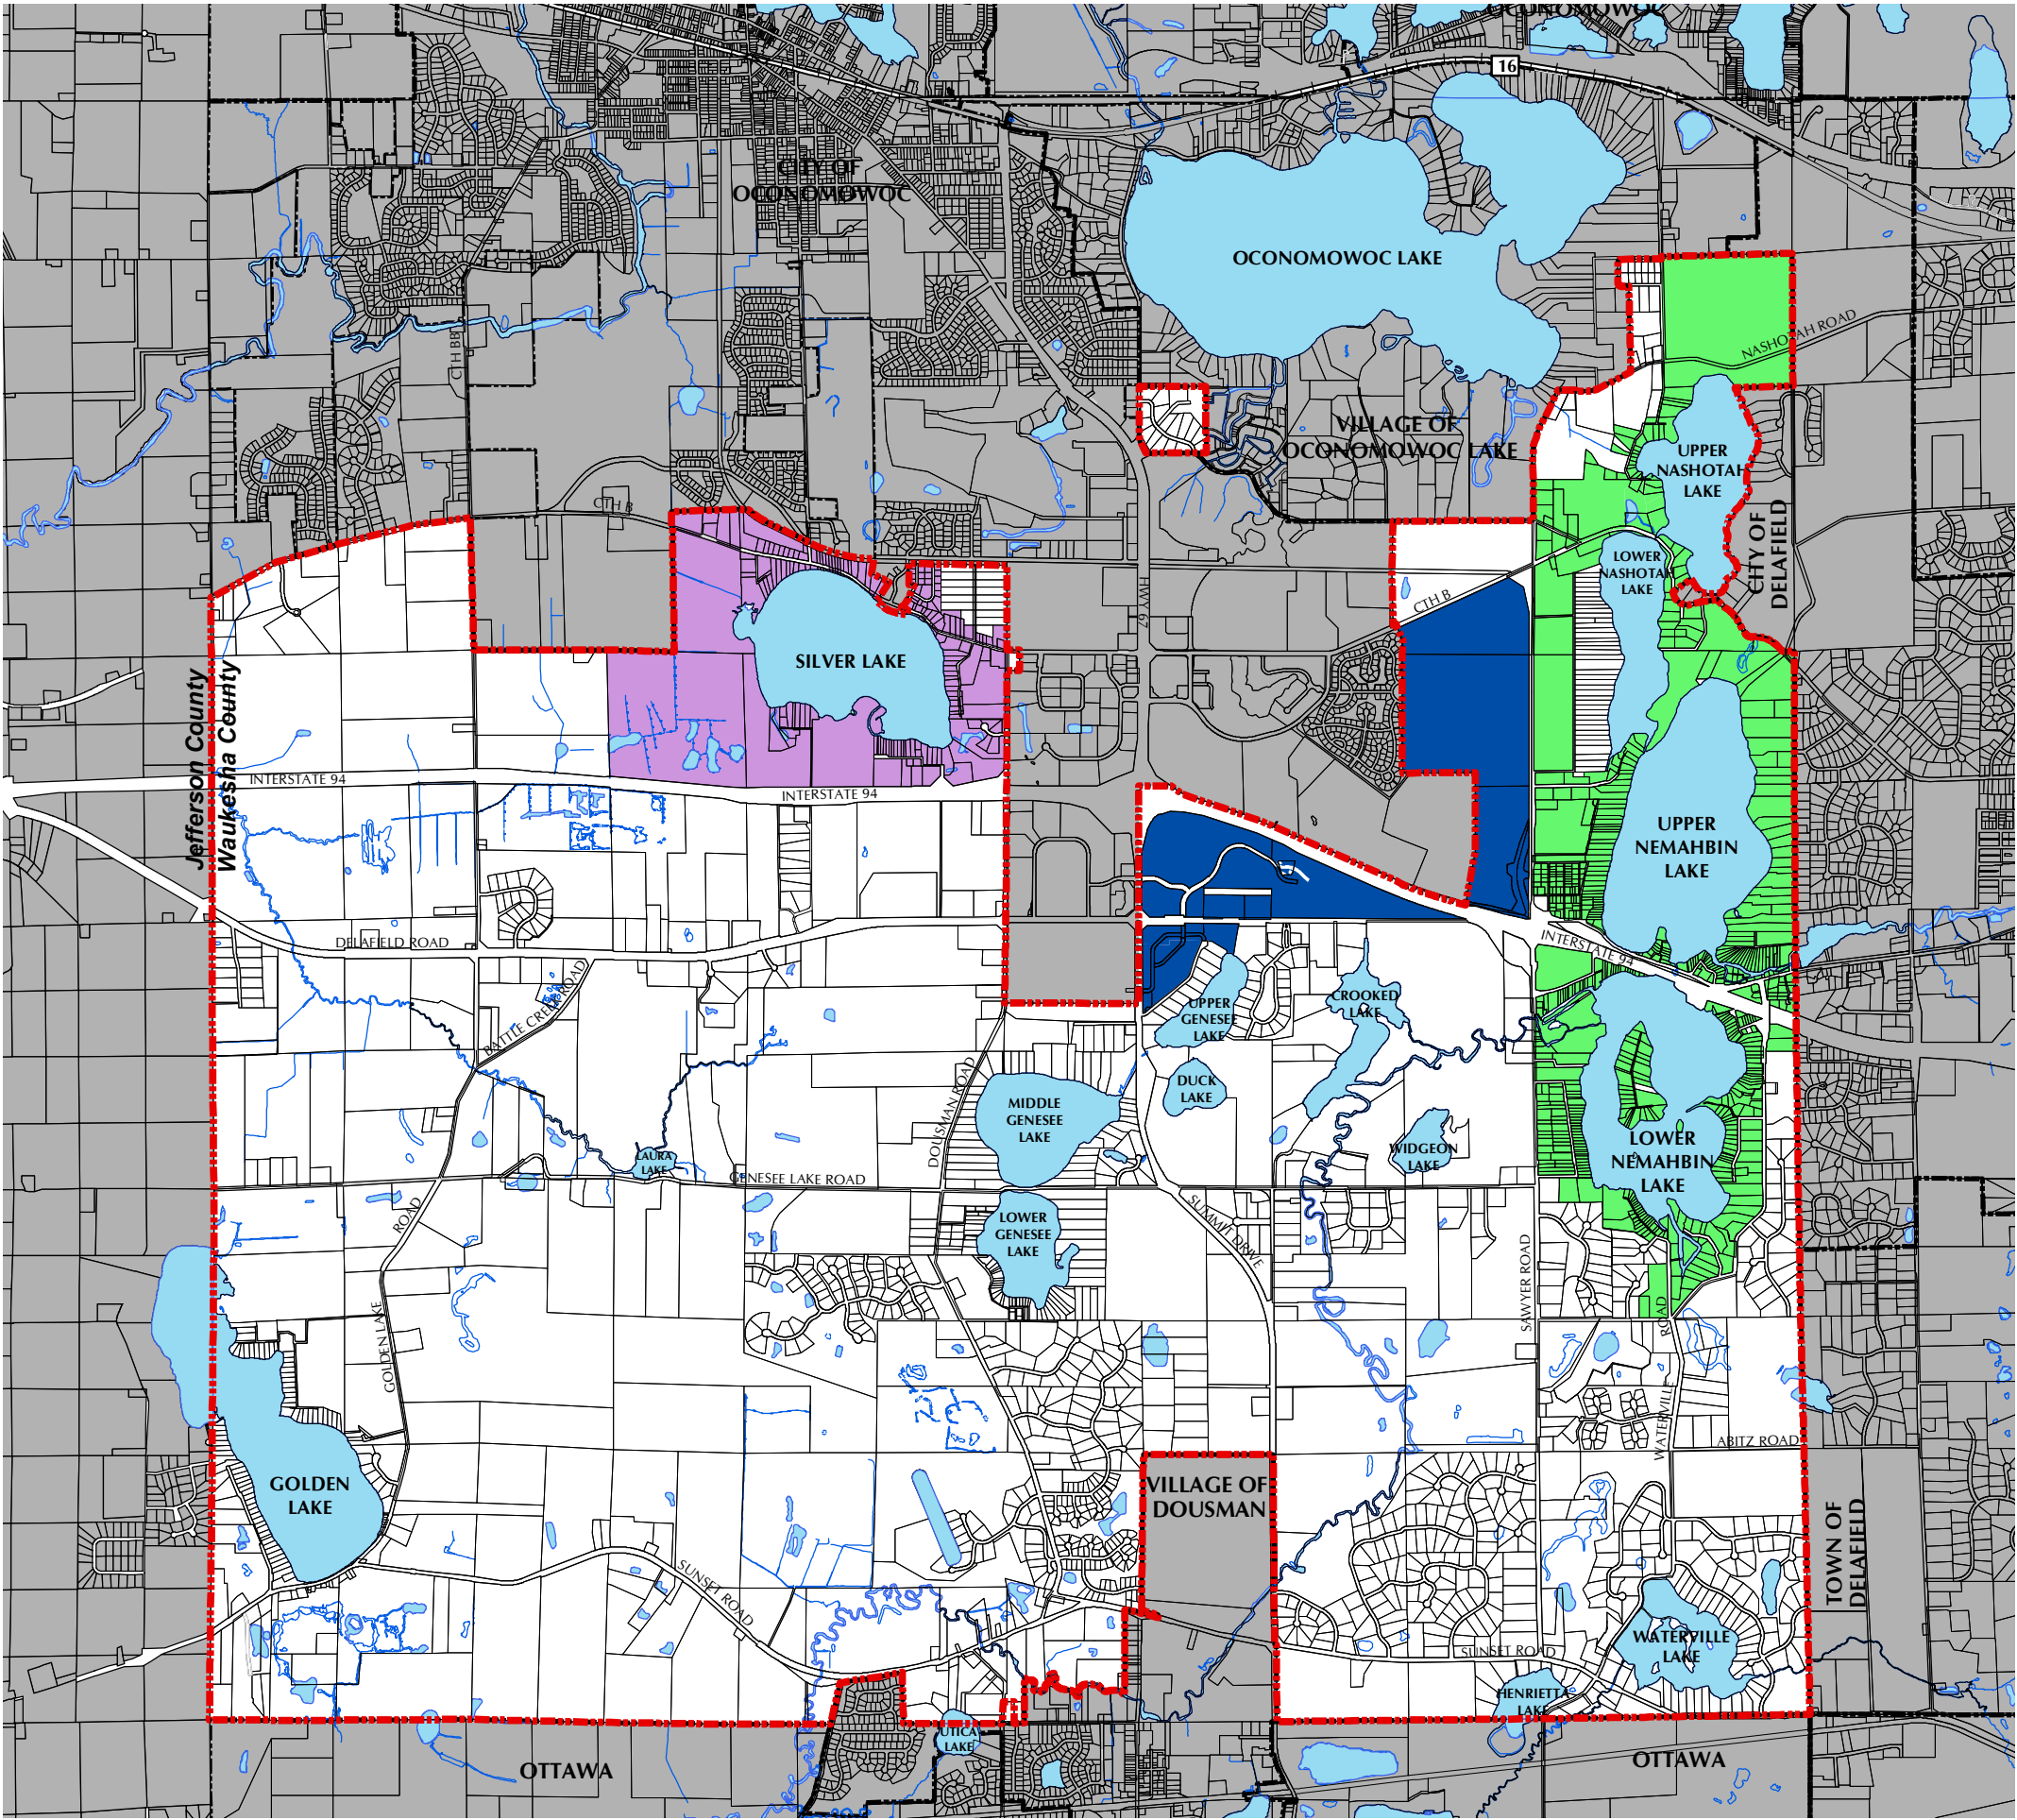 OCONOMOWOC
16
CITY OF
OCONOMOWOC
OCONOMOWOC LAKE
NASHOTAH ROAD
CTH BB
VILLAGE OF
OCONOMOWOC LAKE
UPPER
NASHOTAH
LAKE
CTH B
CITY OF
DELAFIELD
LOWER
NASHOTAH
LAKE
HWY 67
CTH B
SILVER LAKE
Jefferson County
Waukesha County
INTERSTATE 94
INTERSTATE 94
UPPER
NEMAHBIN
LAKE
DELAFIELD ROAD
INTERSTATE 94
BATTLE CREEK ROAD
UPPER
GENESEE
LAKE
CROOKED
LAKE
DUCK
LAKE
MIDDLE
GENESEE
LAKE
DOUSMAN ROAD
LOWER
NEMAHBIN
LAKE
WIDGEON
LAKE
LAURA
LAKE
GENESEE LAKE ROAD
ROAD
GOLDEN LAKE
LOWER
GENESEE
LAKE
SUMMIT DRIVE
SAWYER ROAD
ROAD
WATERVILLE
ABITZ ROAD
GOLDEN
LAKE
VILLAGE OF
DOUSMAN
TOWN OF
DELAFIELD
SUNSET ROAD
SUNSET ROAD
WATERVILLE
LAKE
HENRIETTA
LAKE
UTICA
LAKE
OTTAWA
OTTAWA